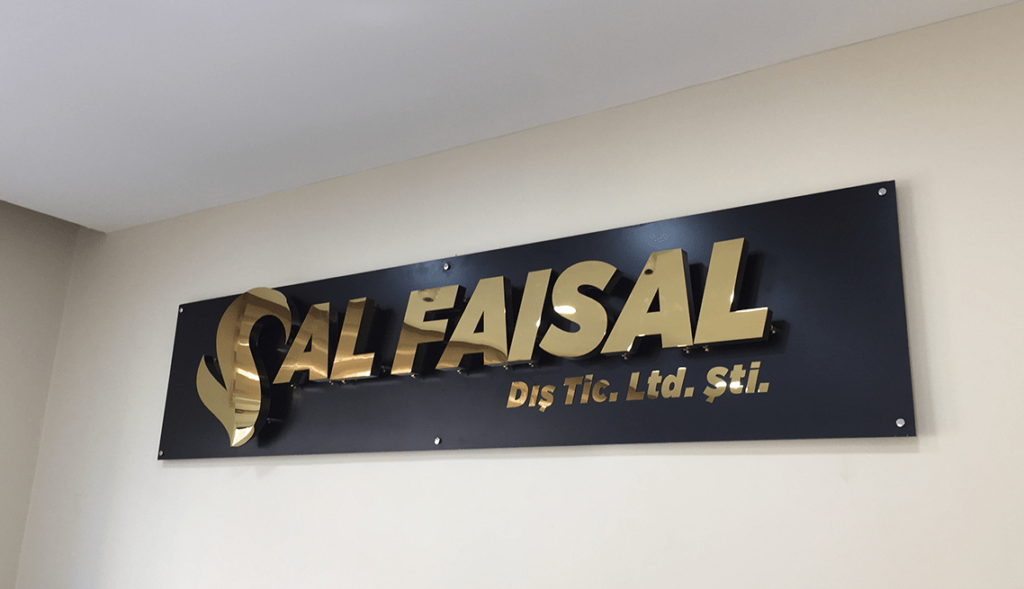 AL FAISAL
Dış Tic. Ltd. Şti.